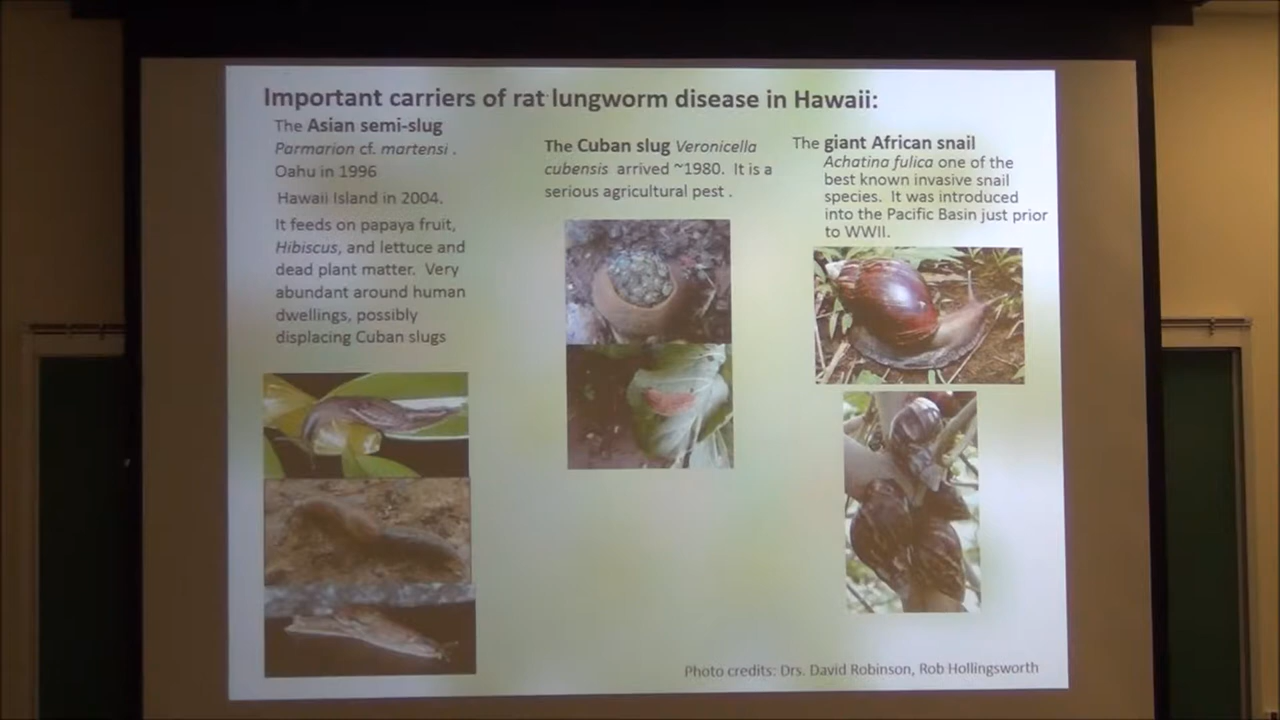 Important carriers of rat lungworm disease in Hawaii:
The Asian semi-slug
Parmarion cf. martensi .
Oahu in 1996
Hawaii Island in 2004.
It feeds on papaya fruit,
Hibiscus, and lettuce and
dead plant matter. Very
abundant around human
dwellings, possibly
displacing Cuban slugs
The Cuban slug Veronicella
cubensis arrived ~1980. It is a
serious agricultural pest .
The giant African snail
Achatina fulica one of the
best known invasive snail
species. It was introduced
into the Pacific Basin just prior
to WWII.
Photo credits: Drs. David Robinson, Rob Hollingsworth